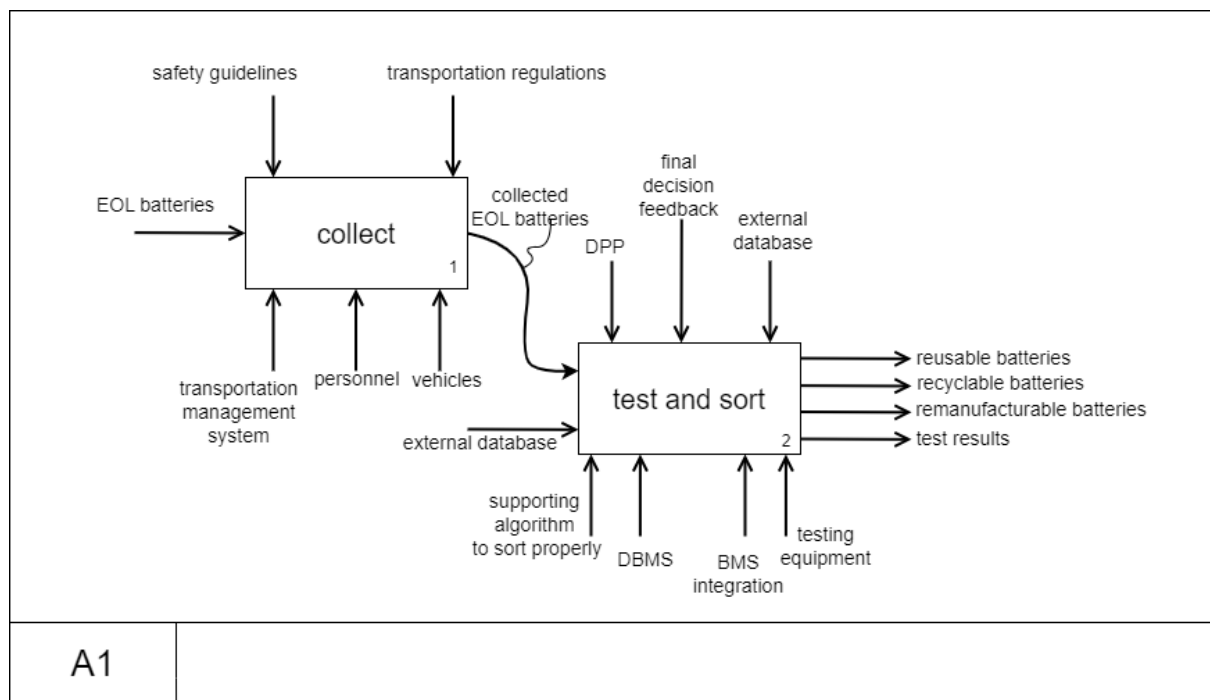 safety guidelines
transportation regulations
EOL batteries
collect
1
collected
EOL batteries
transportation
management
system
personnel
vehicles
DPP
final
decision
feedback
external
database
external database
test and sort
2
reusable batteries
recyclable batteries
remanufacturable batteries
test results
supporting
algorithm
to sort properly
DBMS
BMS
integration
testing
equipment
A1